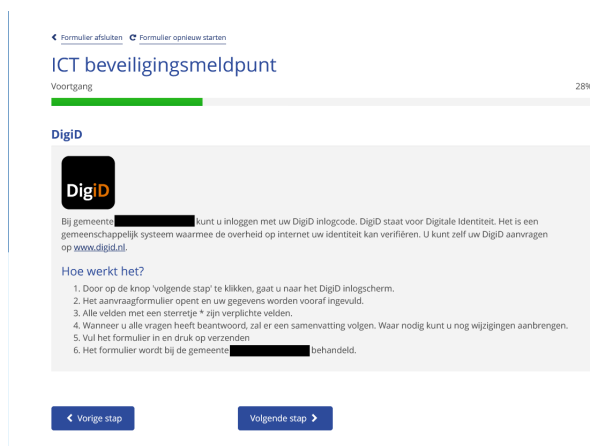 Formulier afsluiten Formulier opnieuw starten
ICT beveiligingsmeldpunt
Voortgang 28%
DigiD
DigiD
Bij gemeente kunt u inloggen met uw DigiD inlogcode. DigiD staat voor Digitale Identiteit. Het is een
gemeenschappelijk systeem waarmee de overheid op internet uw identiteit kan verifiëren. U kunt zelf uw DigiD aanvragen
op www.digid.nl.
Hoe werkt het?
1. Door op de knop 'volgende stap' te klikken, gaat u naar het DigiD inlogscherm.
2. Het aanvraagformulier opent en uw gegevens worden vooraf ingevuld.
3. Alle velden met een sterretje * zijn verplichte velden.
4. Wanneer u alle vragen heeft beantwoord, zal er een samenvatting volgen. Waar nodig kunt u nog wijzigingen aanbrengen.
5. Vul het formulier in en druk op verzenden
6. Het formulier wordt bij de gemeente behandeld.
Vorige stap Volgende stap